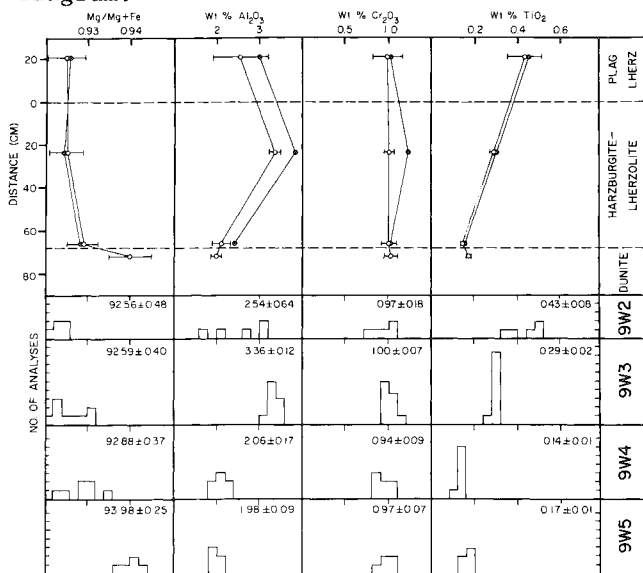 Mg/Mg+Fe
Wt % Al2O3
Wt % Cr2O3
Wt % TiO2
0.93 0.94
2 3
0.5 1.0
0.2 0.4 0.6
20
0
20
40
60
80
DISTANCE (CM)
PLAG
LHERZ
HARZBURGITE-
LHERZOLITE
DUNITE
NO. OF ANALYSES
92.56±0.48
2.54±0.64
0.97±0.18
0.43±0.08
9W2
92.59±0.40
3.36±0.12
1.00±0.07
0.29±0.02
9W3
92.88±0.37
2.06±0.17
0.94±0.09
0.14±0.01
9W4
93.98±0.25
1.98±0.09
0.97±0.07
0.17±0.01
9W5